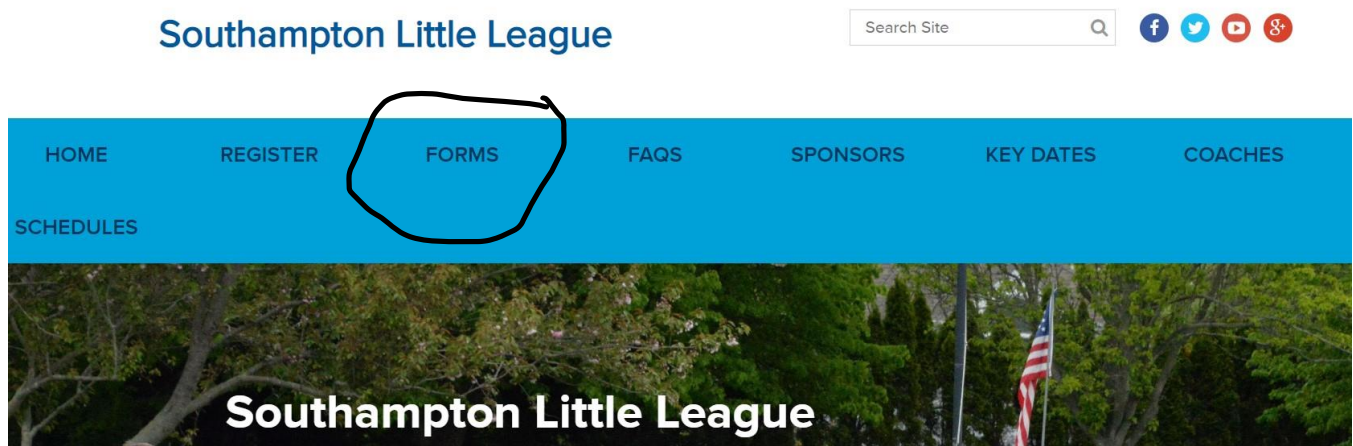 Southampton Little League
Search Site
f
g+
HOME REGISTER FORMS FAQS SPONSORS KEY DATES COACHES
SCHEDULES
Southampton Little League